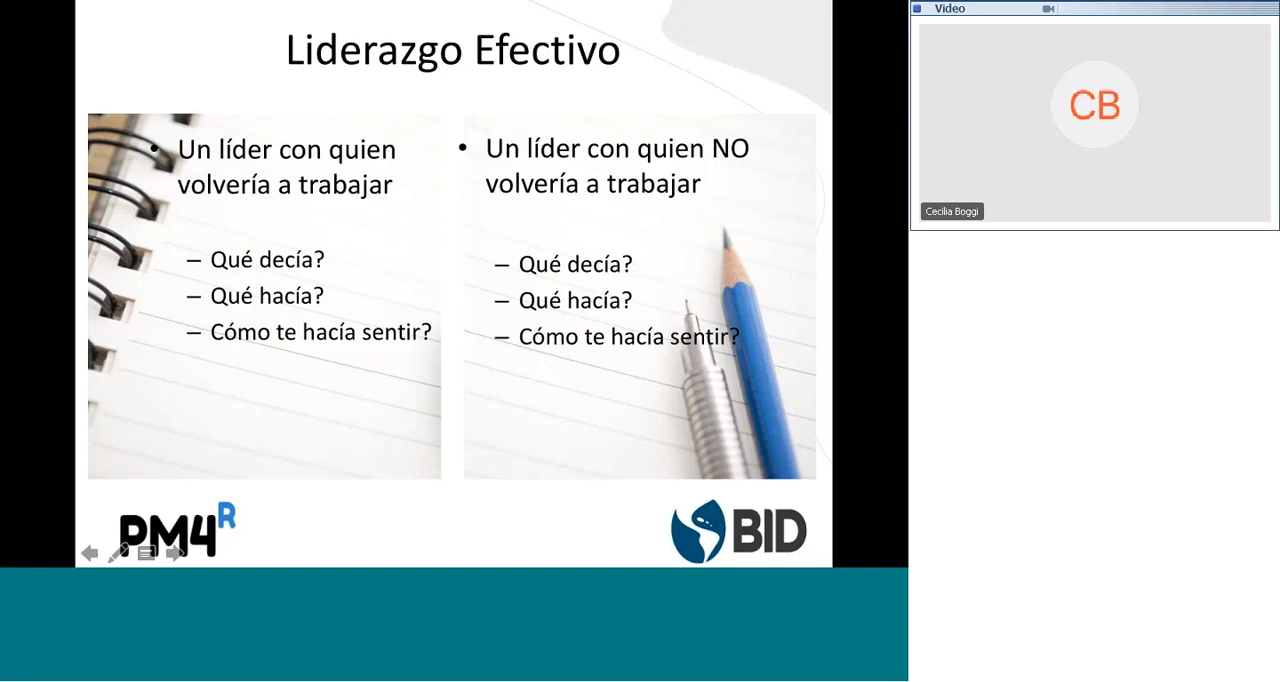 Liderazgo Efectivo
• Un líder con quien
volvería a trabajar
– Qué decía?
– Qué hacía?
– Cómo te hacía sentir?
• Un líder con quien NO
volvería a trabajar
– Qué decía?
– Qué hacía?
– Cómo te hacía sentir?
PM4R
BID
Video
CB
Cecilia Boggi